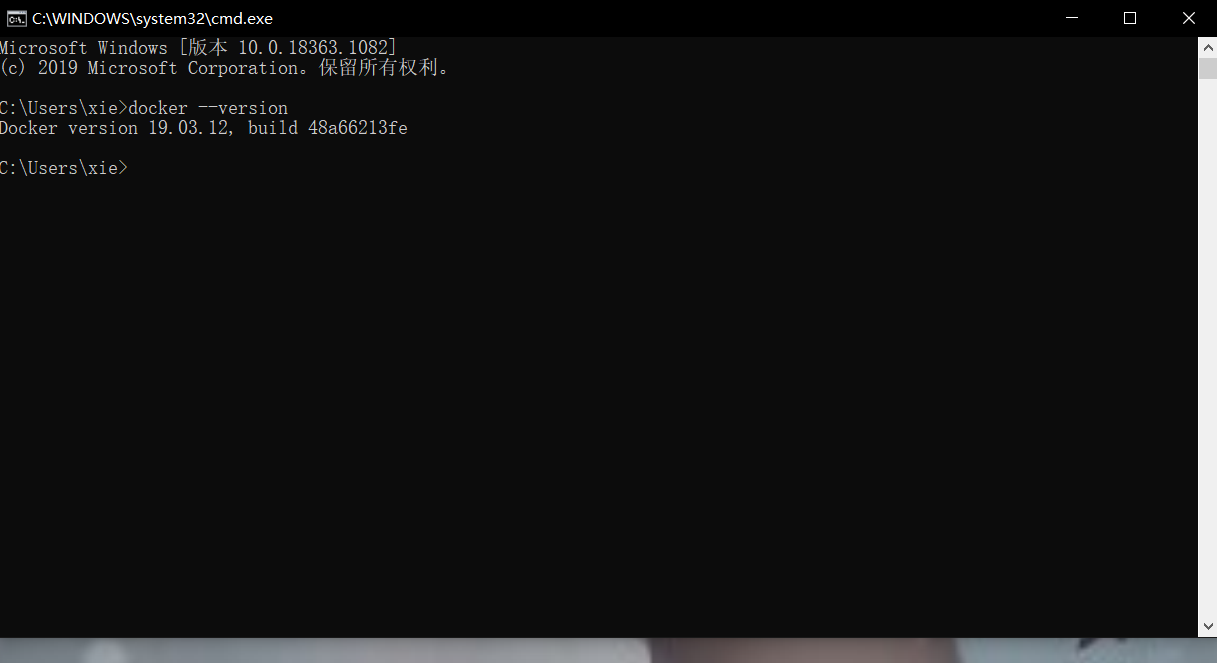 C:\WINDOWS\system32\cmd.exe
Microsoft Windows [版本 10.0.18363.1082]
(c) 2019 Microsoft Corporation。保留所有权利。
C:\Users\xie>docker --version
Docker version 19.03.12, build 48a66213fe
C:\Users\xie>